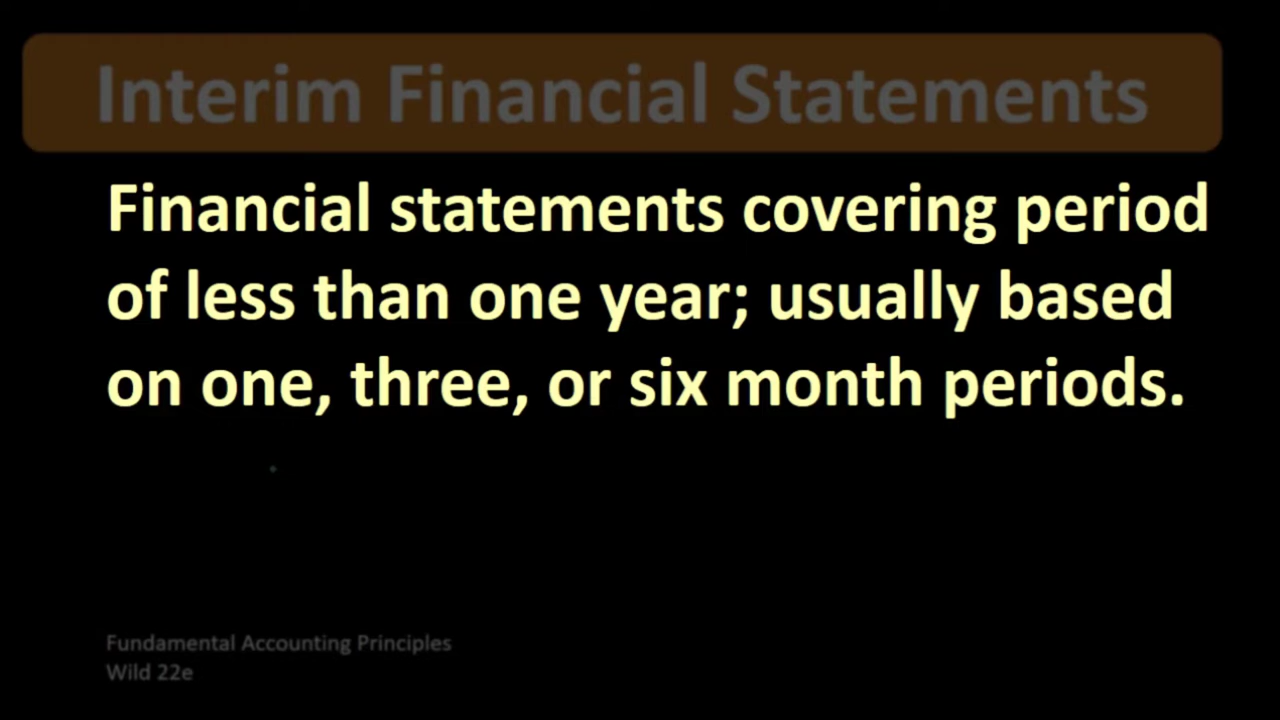 Interim Financial Statements
Financial statements covering period
of less than one year; usually based
on one, three, or six month periods.
Fundamental Accounting Principles
Wild 22e